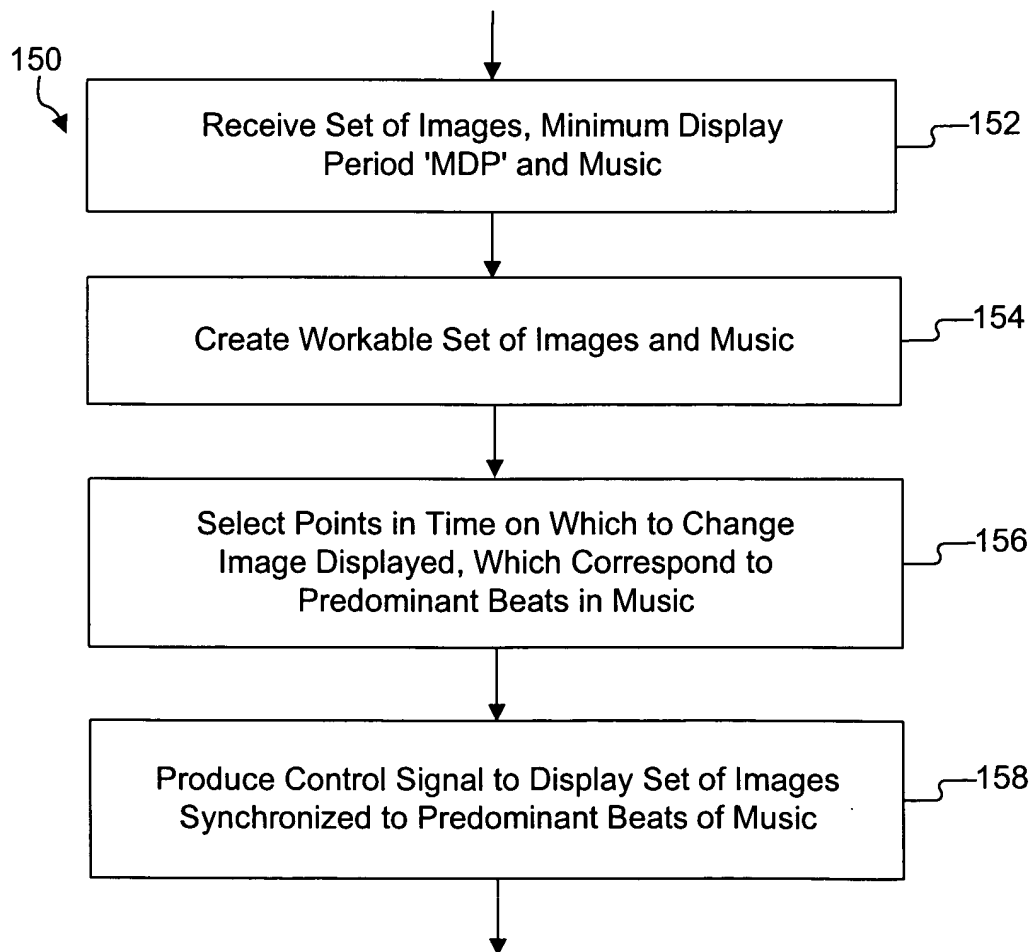 150
Receive Set of Images, Minimum Display
Period 'MDP' and Music
152
Create Workable Set of Images and Music
154
Select Points in Time on Which to Change
Image Displayed, Which Correspond to
Predominant Beats in Music
156
Produce Control Signal to Display Set of Images
Synchronized to Predominant Beats of Music
158